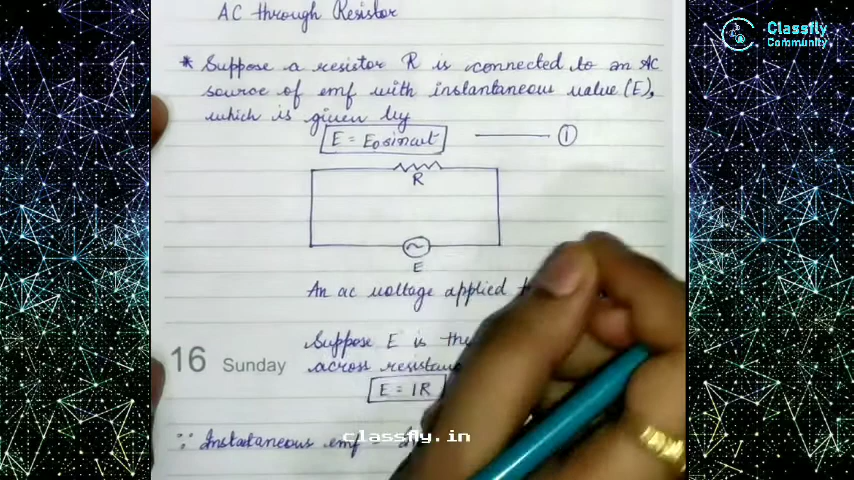 AC through Resistor
Classfly
Community
* Suppose a resistor R is connected to an AC
source of emf with instantaneous value (E),
which is given by
E = E₀sinωt ——— ①
R
E
An ac voltage applied
Suppose E is the
across resistance
16 Sunday
E = IR
∵ Instantaneous emf =
classfly.in